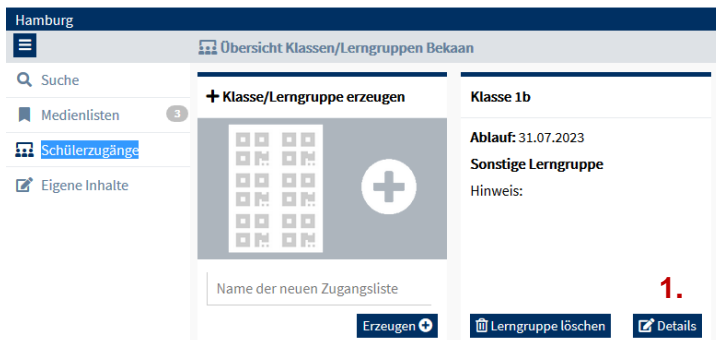 Hamburg
Übersicht Klassen/Lerngruppen Bekaan
Suche
Medienlisten 3
Schülerzugänge
Eigene Inhalte
Klasse/Lerngruppe erzeugen
Name der neuen Zugangsliste
Erzeugen
Klasse 1b
Ablauf: 31.07.2023
Sonstige Lerngruppe
Hinweis:
1.
Lerngruppe löschen
Details